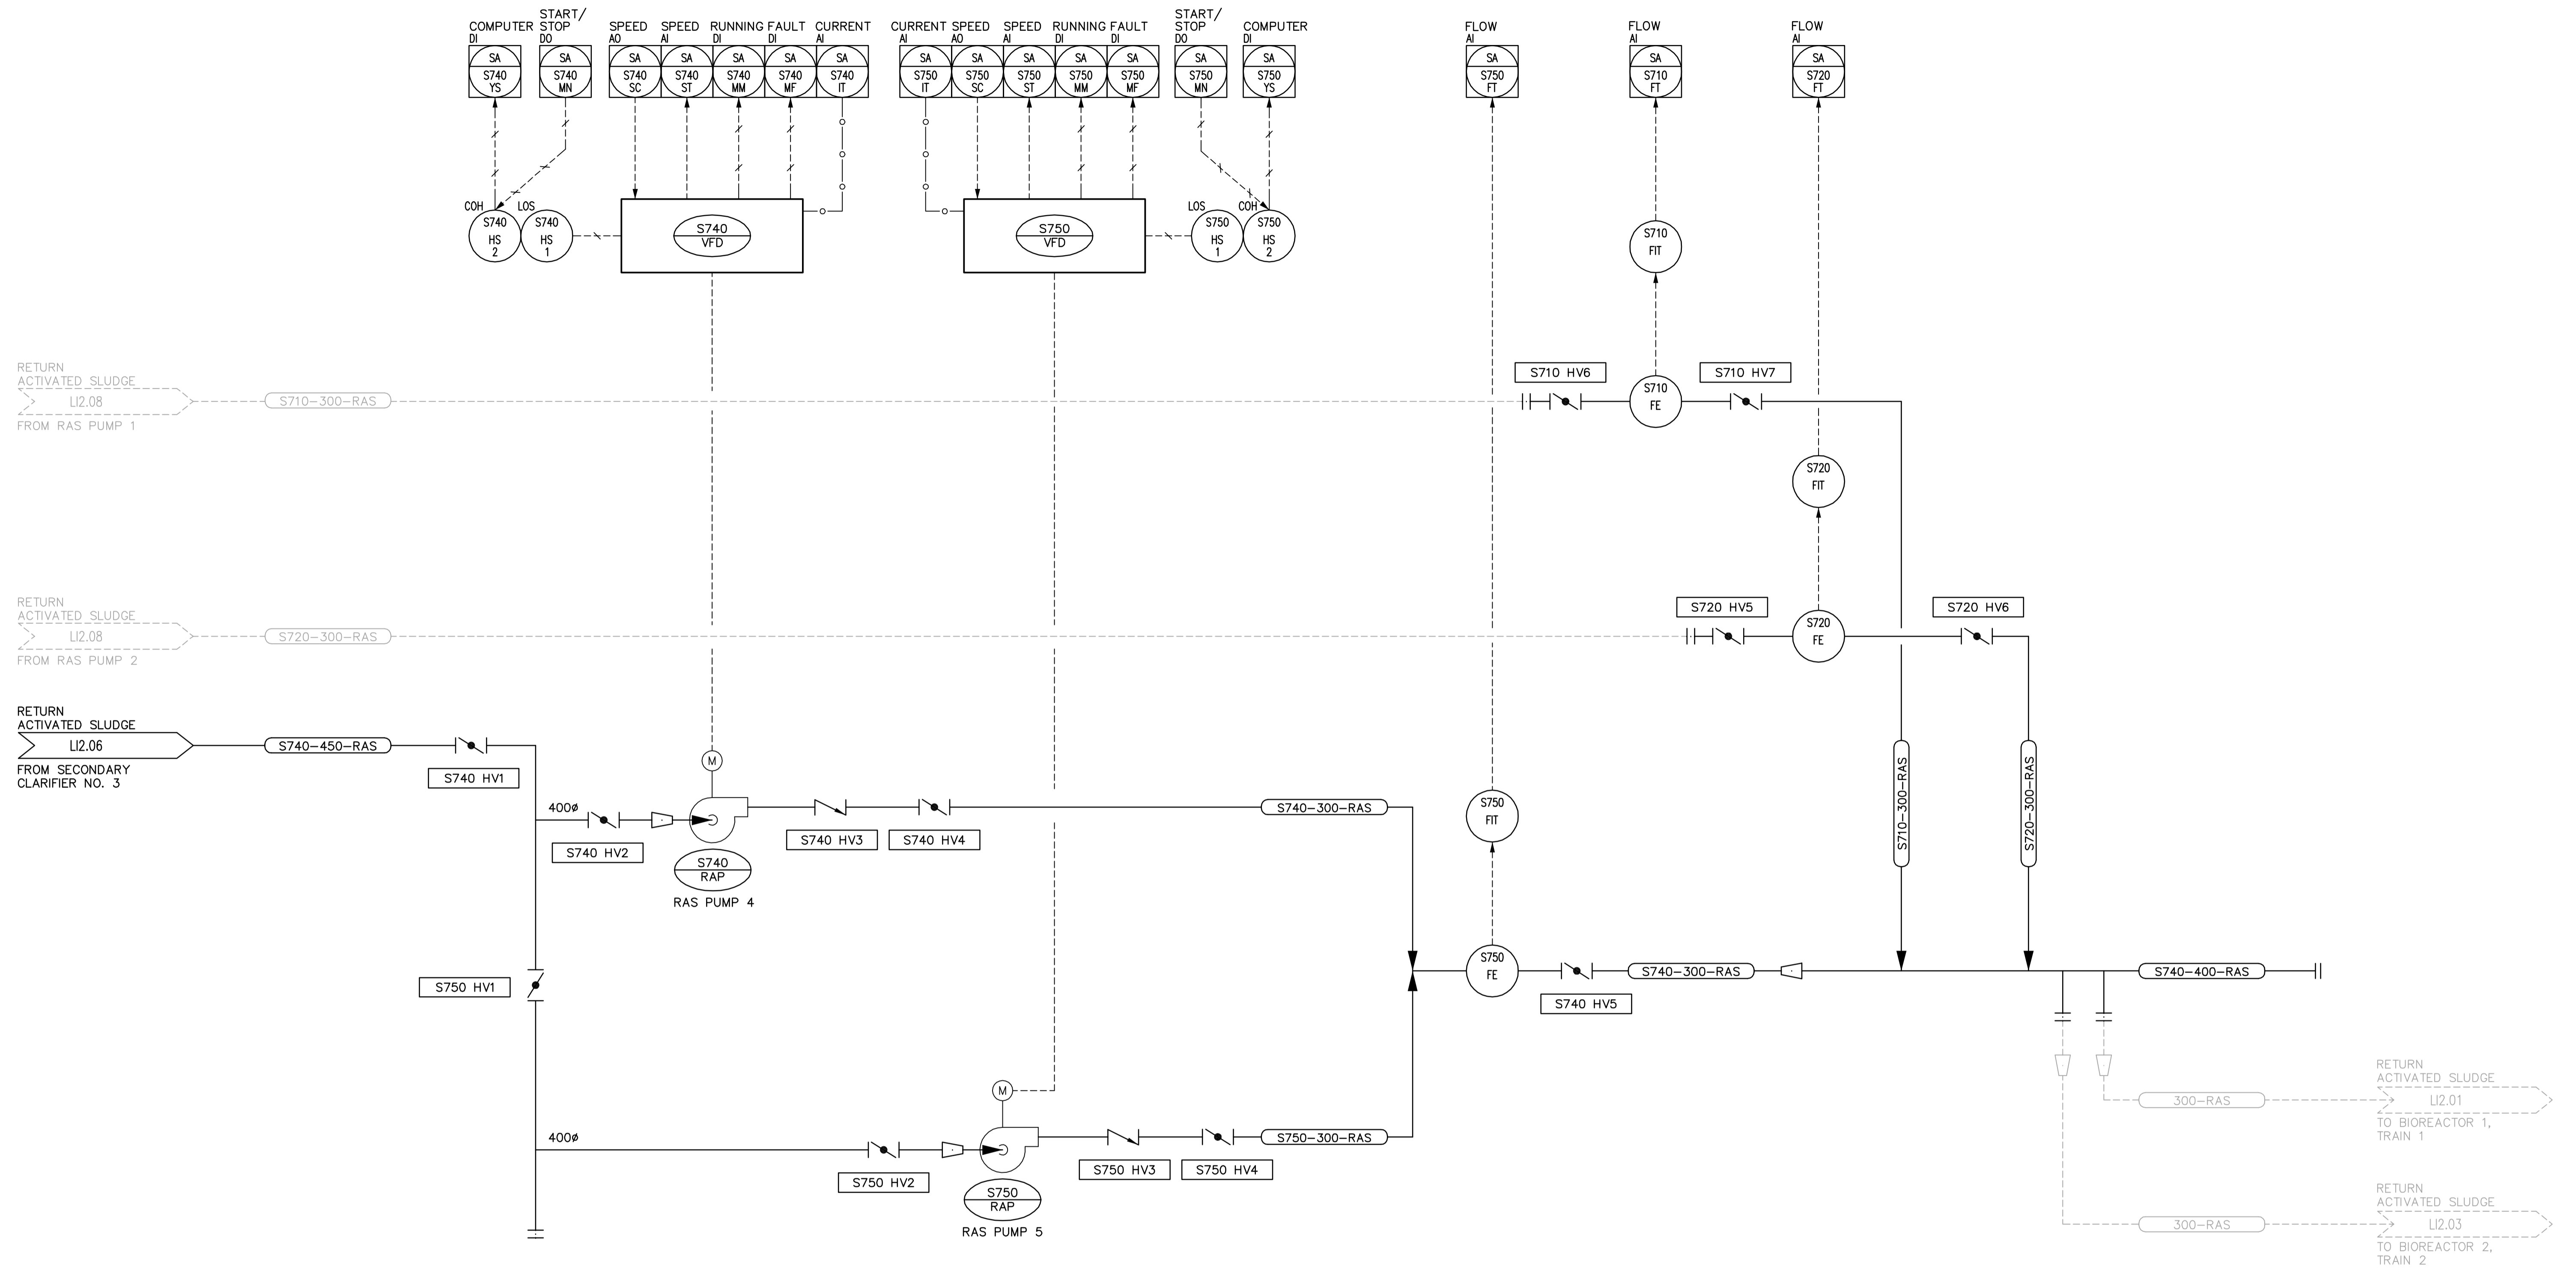 COMPUTER
DI
START/
STOP
DO
SPEED
AO
SPEED
AI
RUNNING
DI
FAULT
DI
CURRENT
AI
CURRENT
AI
SPEED
AO
SPEED
AI
RUNNING
DI
FAULT
DI
START/
STOP
DO
COMPUTER
DI
FLOW
AI
FLOW
AI
FLOW
AI
SA
S740
YS
SA
S740
MN
SA
S740
SC
SA
S740
ST
SA
S740
MM
SA
S740
MF
SA
S740
IT
SA
S750
IT
SA
S750
SC
SA
S750
ST
SA
S750
MM
SA
S750
MF
SA
S750
MN
SA
S750
YS
SA
S750
FT
SA
S710
FT
SA
S720
FT
COH
S740
HS
2
LOS
S740
HS
1
S740
VFD
S750
VFD
LOS
S750
HS
1
COH
S750
HS
2
S710
FIT
RETURN
ACTIVATED SLUDGE
LI2.08
FROM RAS PUMP 1
S710-300-RAS
S710 HV6
S710
FE
S710 HV7
S720
FIT
RETURN
ACTIVATED SLUDGE
LI2.08
FROM RAS PUMP 2
S720-300-RAS
S720 HV5
S720
FE
S720 HV6
RETURN
ACTIVATED SLUDGE
LI2.06
FROM SECONDARY
CLARIFIER NO. 3
S740-450-RAS
S740 HV1
400ø
S740 HV2
M
S740
RAP
RAS PUMP 4
S740 HV3
S740 HV4
S740-300-RAS
S750
FIT
S710-300-RAS
S720-300-RAS
S750 HV1
S750
FE
S740 HV5
S740-300-RAS
S740-400-RAS
400ø
S750 HV2
M
S750
RAP
RAS PUMP 5
S750 HV3
S750 HV4
S750-300-RAS
300-RAS
RETURN
ACTIVATED SLUDGE
LI2.01
TO BIOREACTOR 1,
TRAIN 1
300-RAS
RETURN
ACTIVATED SLUDGE
LI2.03
TO BIOREACTOR 2,
TRAIN 2